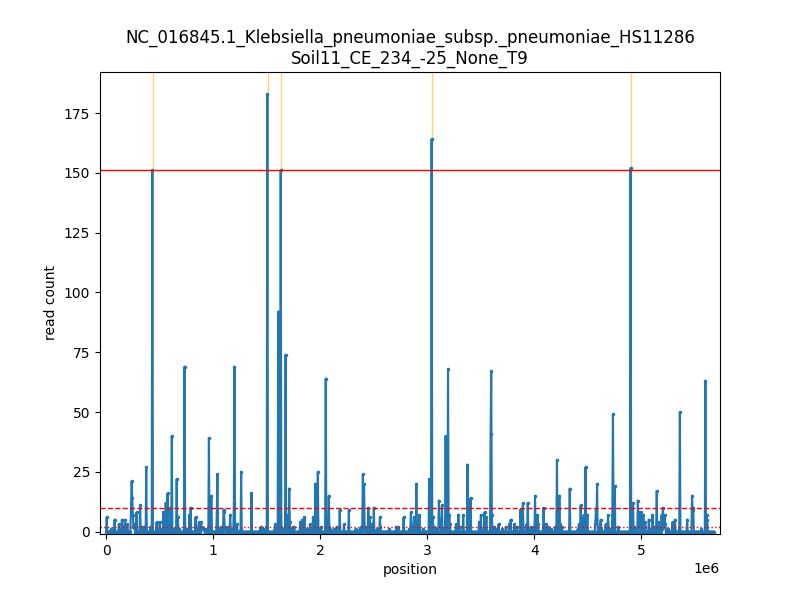 NC_016845.1_Klebsiella_pneumoniae_subsp._pneumoniae_HS11286
Soil11_CE_234_-25_None_T9
175
150
125
100
75
50
25
0
read count
0 1 2 3 4 5
1e6
position